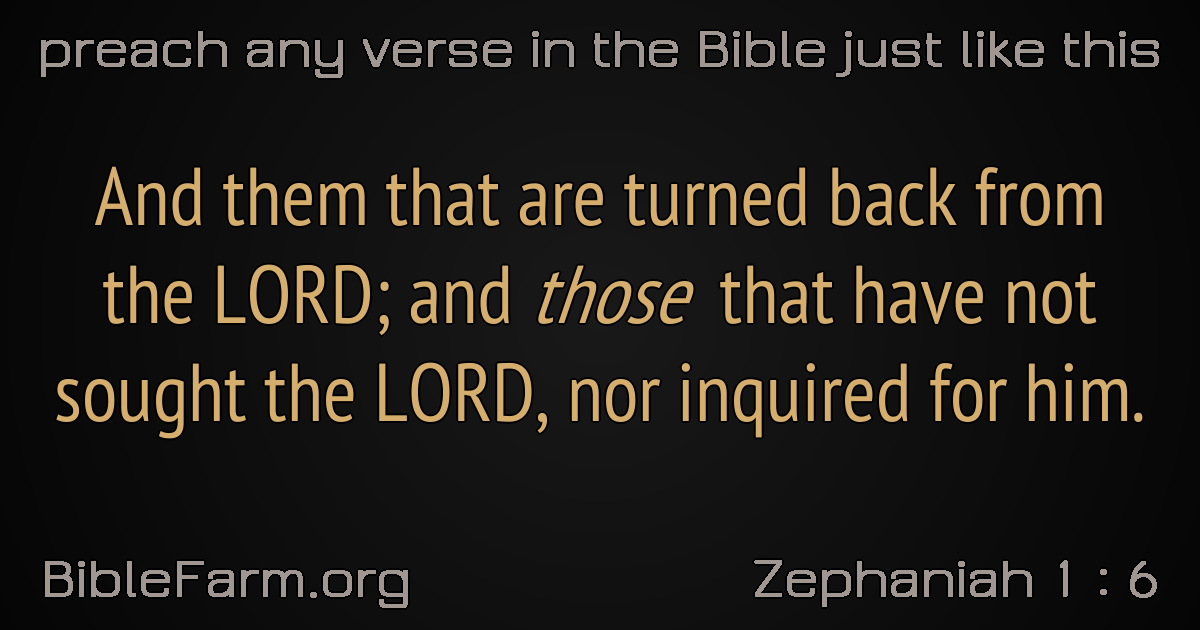 preach any verse in the Bible just like this
And them that are turned back from
the LORD; and those that have not
sought the LORD, nor inquired for him.
BibleFarm.org
Zephaniah 1 : 6